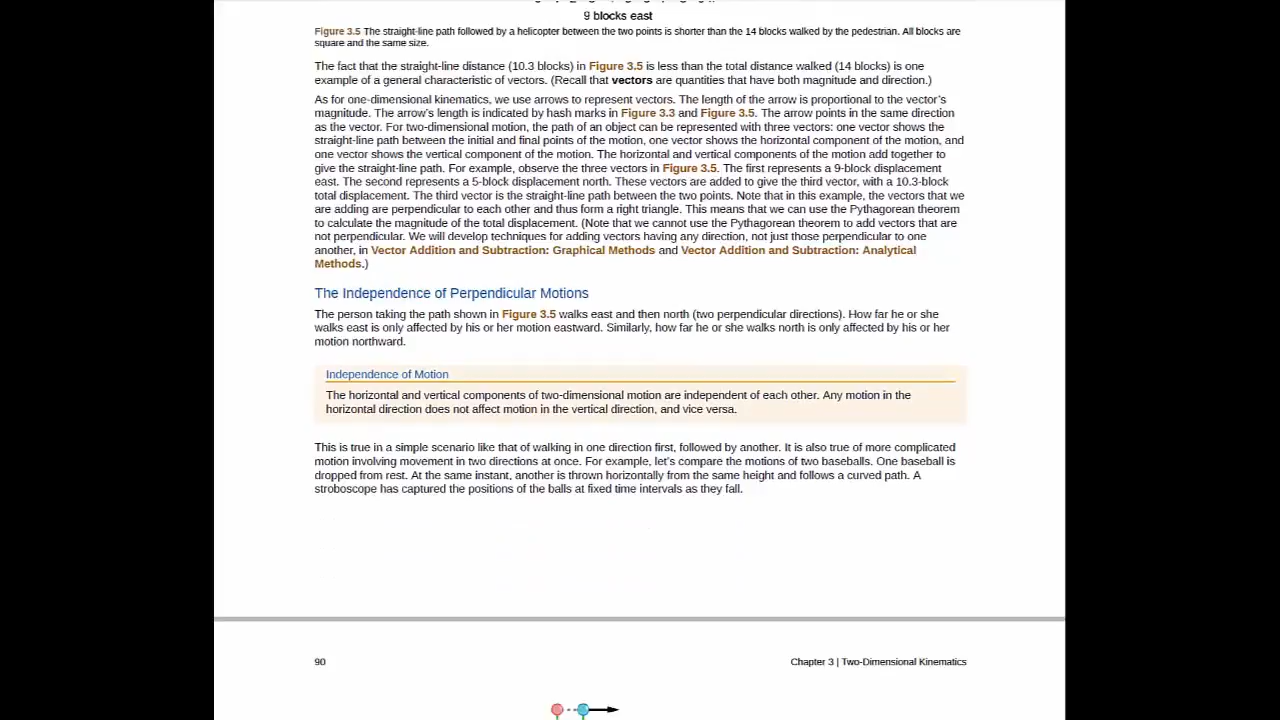 9 blocks east
Figure 3.5 The straight-line path followed by a helicopter between the two points is shorter than the 14 blocks walked by the pedestrian. All blocks are
square and the same size.
The fact that the straight-line distance (10.3 blocks) in Figure 3.5 is less than the total distance walked (14 blocks) is one
example of a general characteristic of vectors. (Recall that vectors are quantities that have both magnitude and direction.)
As for one-dimensional kinematics, we use arrows to represent vectors. The length of the arrow is proportional to the vector's
magnitude. The arrow's length is indicated by hash marks in Figure 3.3 and Figure 3.5. The arrow points in the same direction
as the vector. For two-dimensional motion, the path of an object can be represented with three vectors: one vector shows the
straight-line path between the initial and final points of the motion, one vector shows the horizontal component of the motion, and
one vector shows the vertical component of the motion. The horizontal and vertical components of the motion add together to
give the straight-line path. For example, observe the three vectors in Figure 3.5. The first represents a 9-block displacement
east. The second represents a 5-block displacement north. These vectors are added to give the third vector, with a 10.3-block
total displacement. The third vector is the straight-line path between the two points. Note that in this example, the vectors that we
are adding are perpendicular to each other and thus form a right triangle. This means that we can use the Pythagorean theorem
to calculate the magnitude of the total displacement. (Note that we cannot use the Pythagorean theorem to add vectors that are
not perpendicular. We will develop techniques for adding vectors having any direction, not just those perpendicular to one
another, in Vector Addition and Subtraction: Graphical Methods and Vector Addition and Subtraction: Analytical
Methods.)
The Independence of Perpendicular Motions
The person taking the path shown in Figure 3.5 walks east and then north (two perpendicular directions). How far he or she
walks east is only affected by his or her motion eastward. Similarly, how far he or she walks north is only affected by his or her
motion northward.
Independence of Motion
The horizontal and vertical components of two-dimensional motion are independent of each other. Any motion in the
horizontal direction does not affect motion in the vertical direction, and vice versa.
This is true in a simple scenario like that of walking in one direction first, followed by another. It is also true of more complicated
motion involving movement in two directions at once. For example, let's compare the motions of two baseballs. One baseball is
dropped from rest. At the same instant, another is thrown horizontally from the same height and follows a curved path. A
stroboscope has captured the positions of the balls at fixed time intervals as they fall.
90
Chapter 3 | Two-Dimensional Kinematics